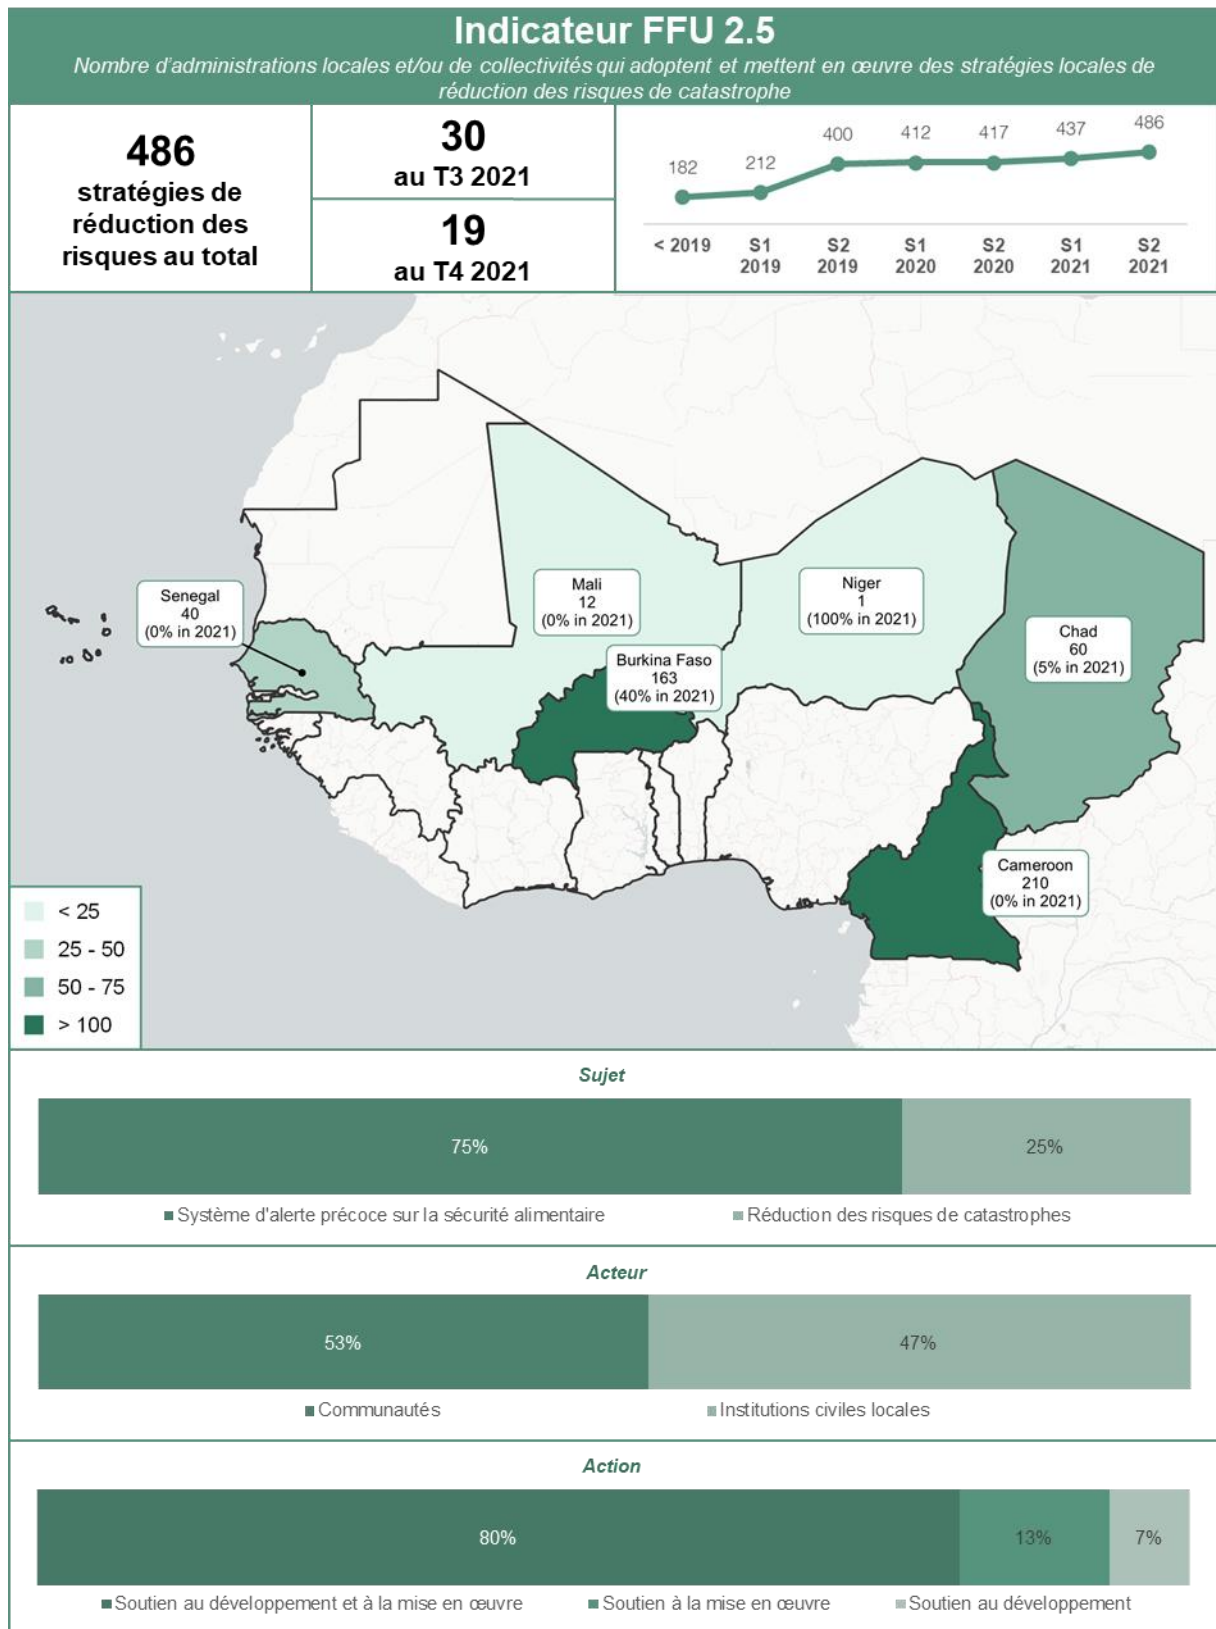 Indicateur FFU 2.5
Nombre d'administrations locales et/ou de collectivités qui adoptent et mettent en œuvre des stratégies locales de
réduction des risques de catastrophe
486
stratégies de
réduction des
risques au total
30
au T3 2021
19
au T4 2021
182
212
400
412
417
437
486
< 2019
S1
2019
S2
2019
S1
2020
S2
2020
S1
2021
S2
2021
Senegal
40
(0% in 2021)
Mali
12
(0% in 2021)
Niger
1
(100% in 2021)
Chad
60
(5% in 2021)
Burkina Faso
163
(40% in 2021)
Cameroon
210
(0% in 2021)
< 25
25 - 50
50 - 75
> 100
Sujet
75%
25%
Système d'alerte précoce sur la sécurité alimentaire
Réduction des risques de catastrophes
Acteur
53%
47%
Communautés
Institutions civiles locales
Action
80%
13%
7%
Soutien au développement et à la mise en œuvre
Soutien à la mise en œuvre
Soutien au développement